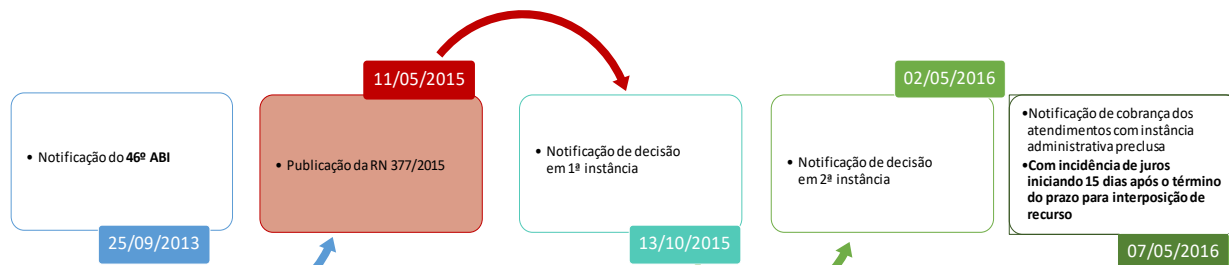 • Notificação do 46º ABI
25/09/2013
11/05/2015
• Publicação da RN 377/2015
• Notificação de decisão
em 1ª instância
13/10/2015
02/05/2016
• Notificação de decisão
em 2ª instância
•Notificação de cobrança dos
atendimentos com instância
administrativa preclusa
•Com incidência de juros
iniciando 15 dias após o término
do prazo para interposição de
recurso
07/05/2016